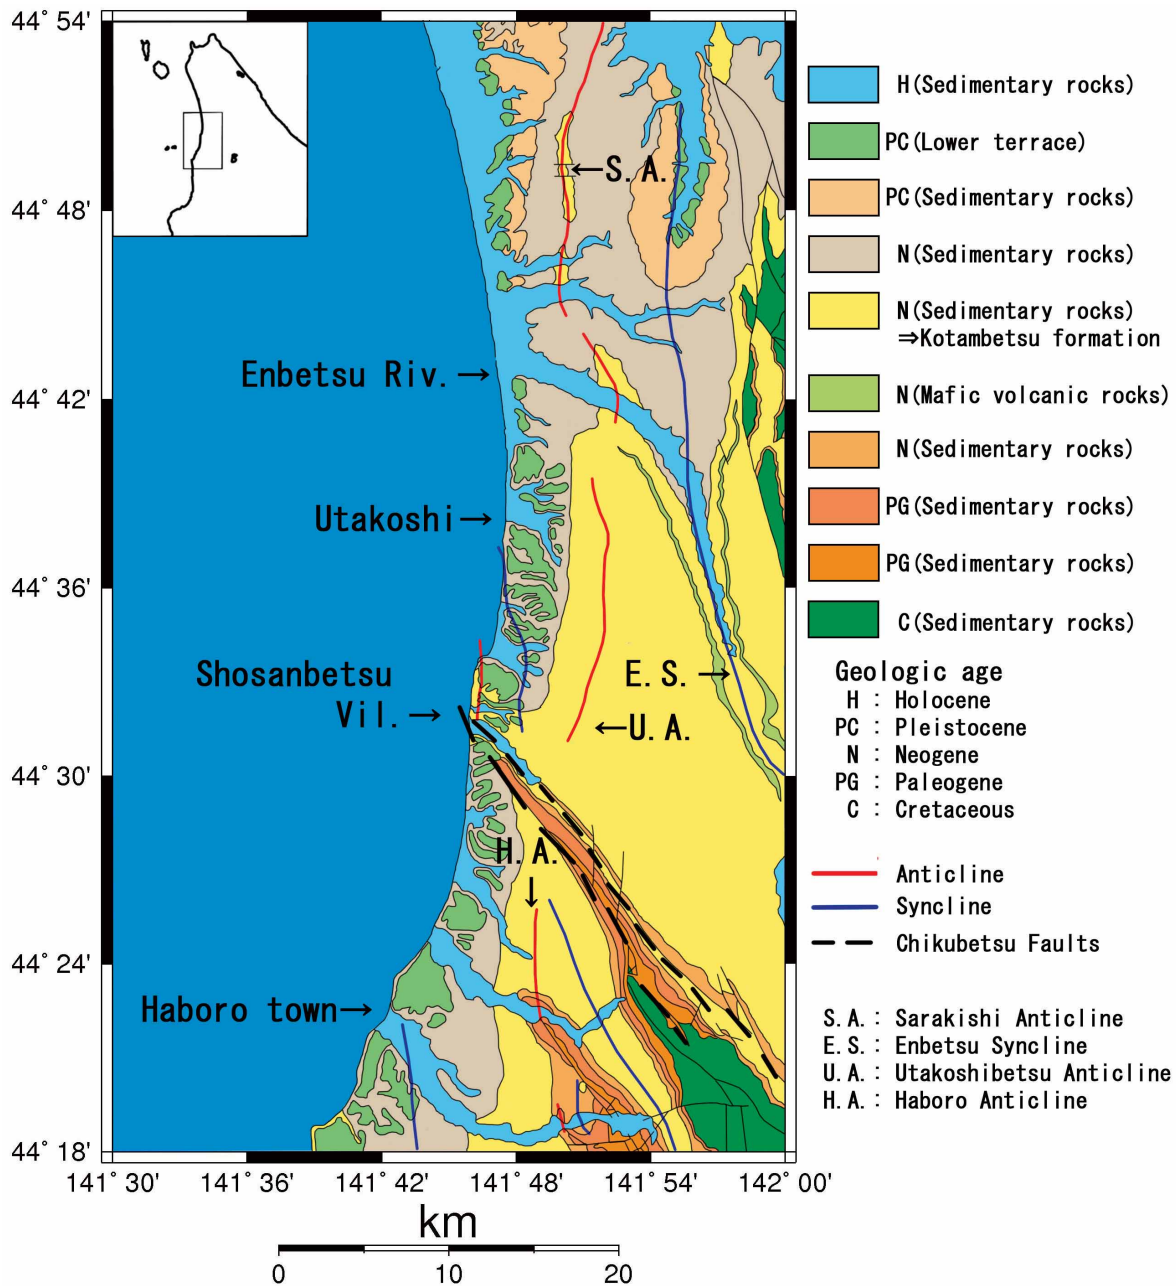 44° 54'
44° 48'
44° 42'
44° 36'
44° 30'
44° 24'
44° 18'
141° 30'
141° 36'
141° 42'
141° 48'
141° 54'
142° 00'
km
0
10
20
←S.A.
Enbetsu Riv.→
Utakoshi→
Shosanbetsu
Vil.→
E.S.→
←U.A.
H.A.
↓
Haboro town→
H(Sedimentary rocks)
PC(Lower terrace)
PC(Sedimentary rocks)
N(Sedimentary rocks)
N(Sedimentary rocks)
⇒Kotambetsu formation
N(Mafic volcanic rocks)
N(Sedimentary rocks)
PG(Sedimentary rocks)
PG(Sedimentary rocks)
C(Sedimentary rocks)
Geologic age
H : Holocene
PC : Pleistocene
N : Neogene
PG : Paleogene
C : Cretaceous
Anticline
Syncline
Chikubetsu Faults
S.A.: Sarakishi Anticline
E.S.: Enbetsu Syncline
U.A.: Utakoshibetsu Anticline
H.A.: Haboro Anticline